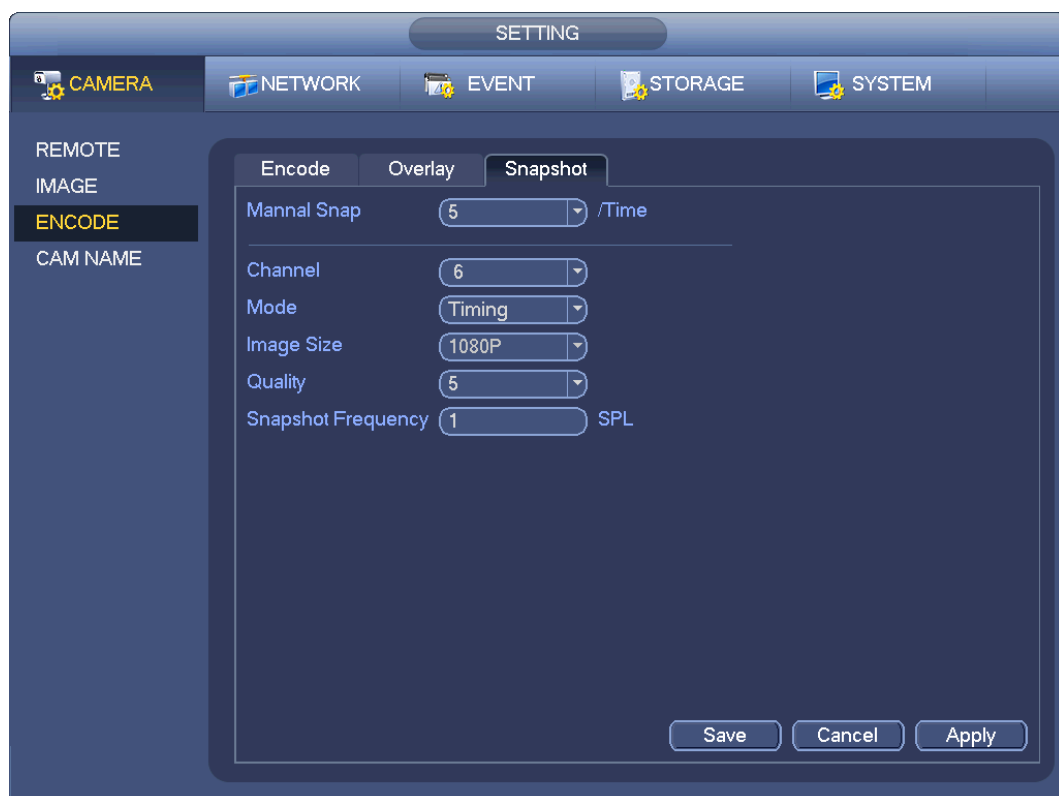 SETTING
CAMERA NETWORK EVENT STORAGE SYSTEM
REMOTE
IMAGE
ENCODE
CAM NAME
Encode Overlay Snapshot
Mannal Snap 5 /Time
Channel 6
Mode Timing
Image Size 1080P
Quality 5
Snapshot Frequency 1 SPL
Save Cancel Apply